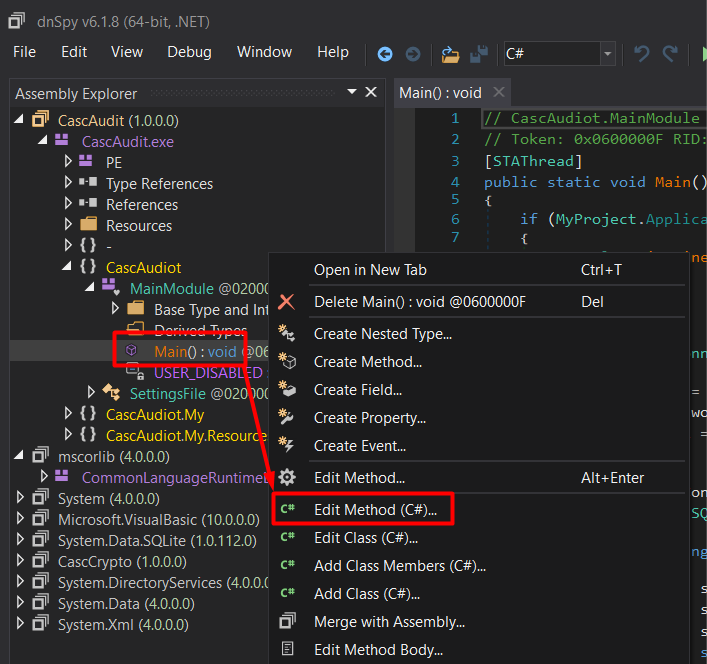 dnSpy v6.1.8 (64-bit, .NET)
File Edit View Debug Window Help C#
Assembly Explorer
CascAudit (1.0.0.0)
CascAudit.exe
PE
Type References
References
Resources
-
CascAudiot
MainModule @020000
Base Type and Int
Derived Types
Main() : void @06
USER_DISABLED
SettingsFile @020000
CascAudiot.My
CascAudiot.My.Resource
mscorlib (4.0.0.0)
CommonLanguageRuntimeL
System (4.0.0.0)
Microsoft.VisualBasic (10.0.0.0)
System.Data.SQLite (1.0.112.0)
CascCrypto (1.0.0.0)
System.DirectoryServices (4.0.0.0)
System.Data (4.0.0.0)
System.Xml (4.0.0.0)
Main() : void
1 // CascAudiot.MainModule
2 // Token: 0x0600000F RID:
3 [STAThread]
4 public static void Main()
5 {
6 if (MyProject.Applica
7 {
Open in New Tab Ctrl+T
Delete Main() : void @0600000F Del
Create Nested Type...
Create Method...
Create Field...
Create Property...
Create Event...
Edit Method... Alt+Enter
C# Edit Method (C#)...
C# Edit Class (C#)...
C# Add Class Members (C#)...
C# Add Class (C#)...
Merge with Assembly...
Edit Method Body...